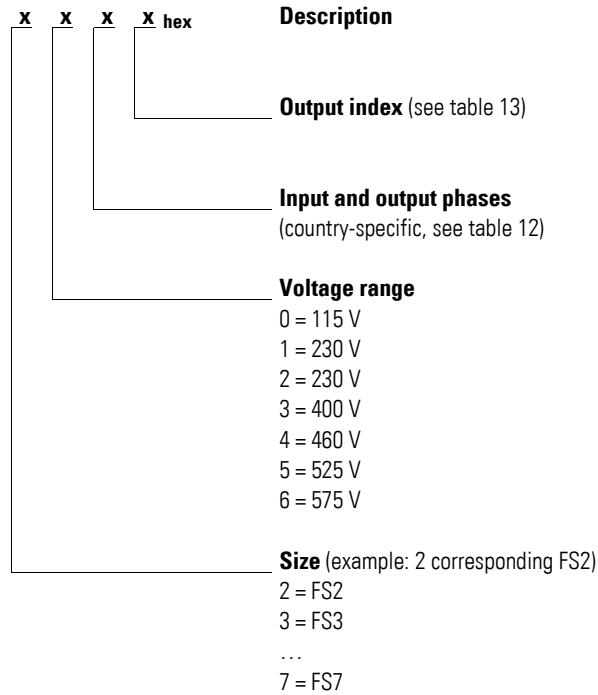 x x x x hex Description
Output index (see table 13)
Input and output phases
(country-specific, see table 12)
Voltage range
0 = 115 V
1 = 230 V
2 = 230 V
3 = 400 V
4 = 460 V
5 = 525 V
6 = 575 V
Size (example: 2 corresponding FS2)
2 = FS2
3 = FS3
…
7 = FS7